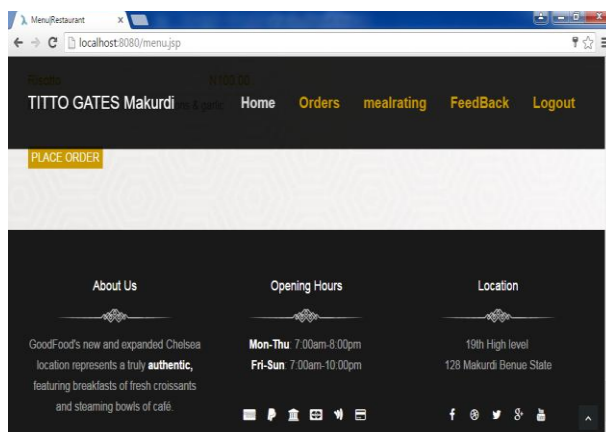 Menu|Restaurant
localhost:8080/menu.jsp
Risotto N100.00
TITTO GATES Makurdi Home Orders mealrating FeedBack Logout
PLACE ORDER
About Us
GoodFood's new and expanded Chelsea
location represents a truly authentic,
featuring breakfasts of fresh croissants
and steaming bowls of café.
Opening Hours
Mon-Thu: 7:00am-8:00pm
Fri-Sun: 7:00am-10:00pm
Location
19th High level
128 Makurdi Benue State